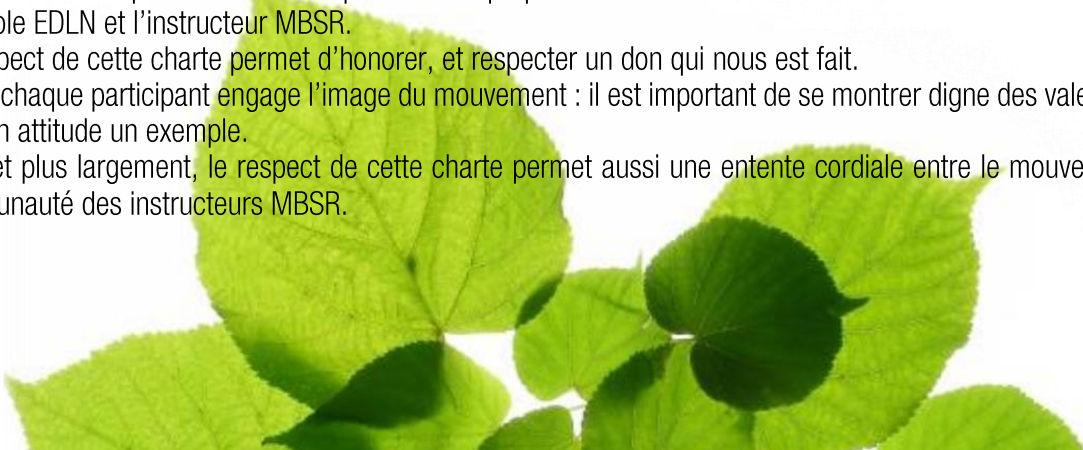 ole EDLN et l’instructeur MBSR.
pect de cette charte permet d’honorer, et respecter un don qui nous est fait.
chaque participant engage l’image du mouvement : il est important de se montrer digne des vale
n attitude un exemple.
et plus largement, le respect de cette charte permet aussi une entente cordiale entre le mouve
unauté des instructeurs MBSR.